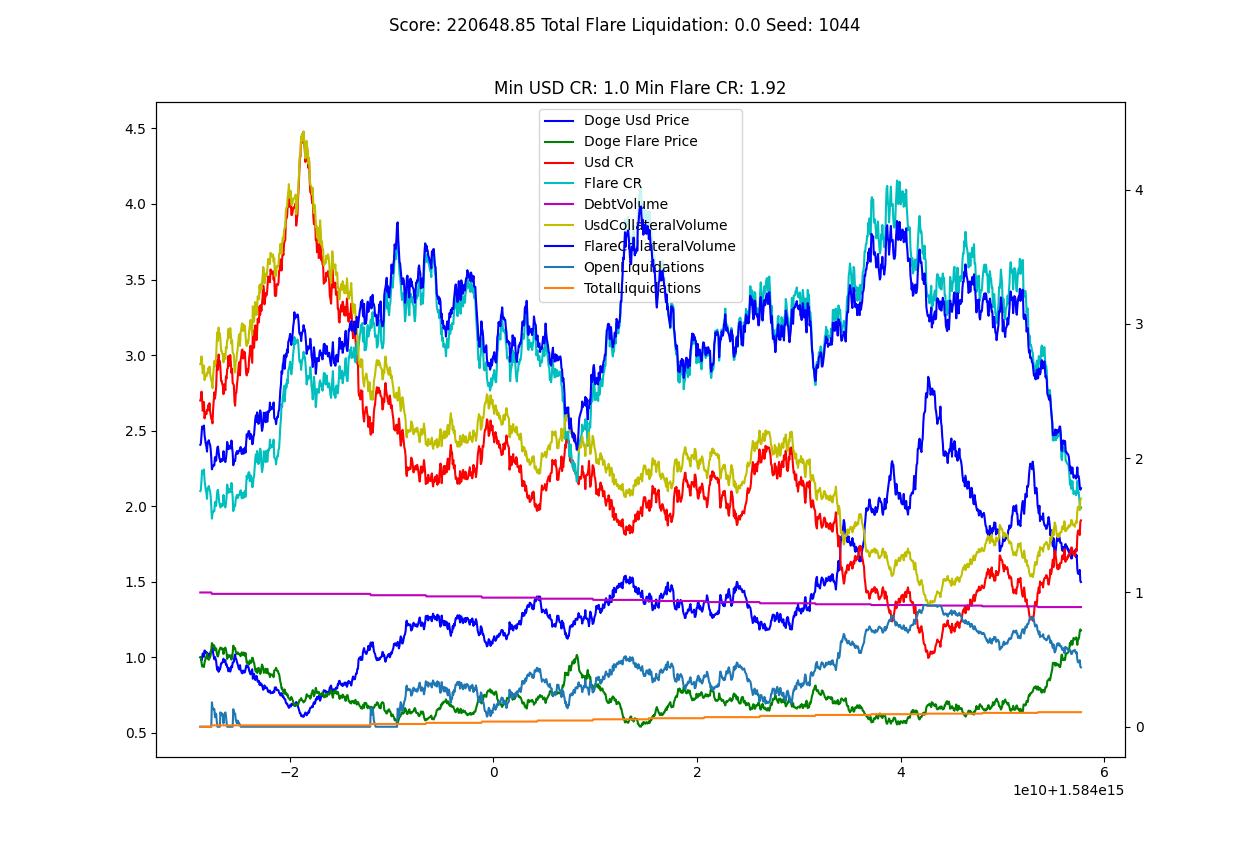 Score: 220648.85 Total Flare Liquidation: 0.0 Seed: 1044
Min USD CR: 1.0 Min Flare CR: 1.92
Doge Usd Price
Doge Flare Price
Usd CR
Flare CR
DebtVolume
UsdCollateralVolume
FlareCollateralVolume
OpenLiquidations
TotalLiquidations
4.5
4.0
3.5
3.0
2.5
2.0
1.5
1.0
0.5
4
3
2
1
0
−2
0
2
4
6
1e10+1.584e15